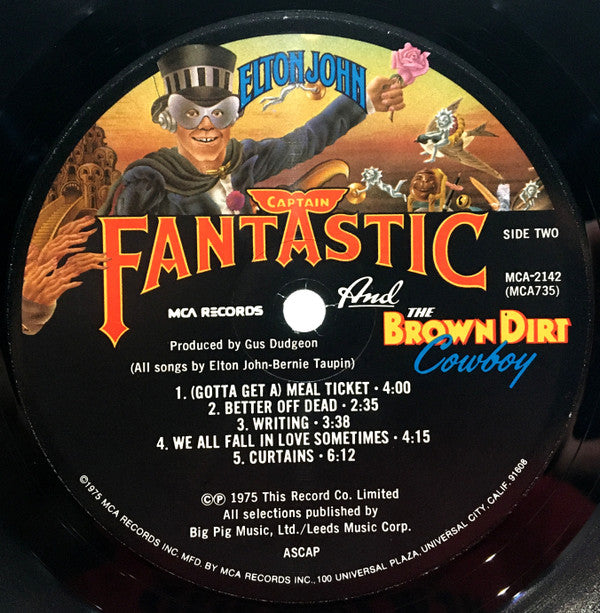 ELTON JOHN
CAPTAIN
FANTASTIC
SIDE TWO
MCA-2142
(MCA735)
MCA RECORDS
And
THE
BROWN DIRT
Cowboy
Produced by Gus Dudgeon
(All songs by Elton John-Bernie Taupin)
1. (GOTTA GET A) MEAL TICKET · 4:00
2. BETTER OFF DEAD · 2:35
3. WRITING · 3:38
4. WE ALL FALL IN LOVE SOMETIMES · 4:15
5. CURTAINS · 6:12
©℗ 1975 This Record Co. Limited
All selections published by
Big Pig Music, Ltd./Leeds Music Corp.
ASCAP
©1975 MCA RECORDS INC. MFD. BY MCA RECORDS INC., 100 UNIVERSAL PLAZA, UNIVERSAL CITY, CALIF. 91608